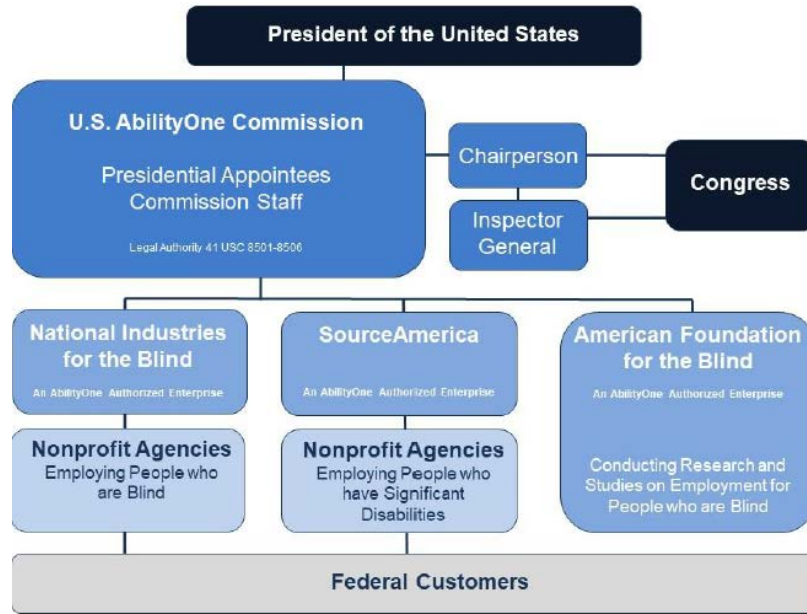 President of the United States
U.S. AbilityOne Commission
Presidential Appointees
Commission Staff
Legal Authority 41 USC 8501-8506
Chairperson
Inspector
General
Congress
National Industries
for the Blind
An AbilityOne Authorized Enterprise
SourceAmerica
An AbilityOne Authorized Enterprise
American Foundation
for the Blind
An AbilityOne Authorized Enterprise
Conducting Research and
Studies on Employment for
People who are Blind
Nonprofit Agencies
Employing People who
are Blind
Nonprofit Agencies
Employing People who
have Significant
Disabilities
Federal Customers